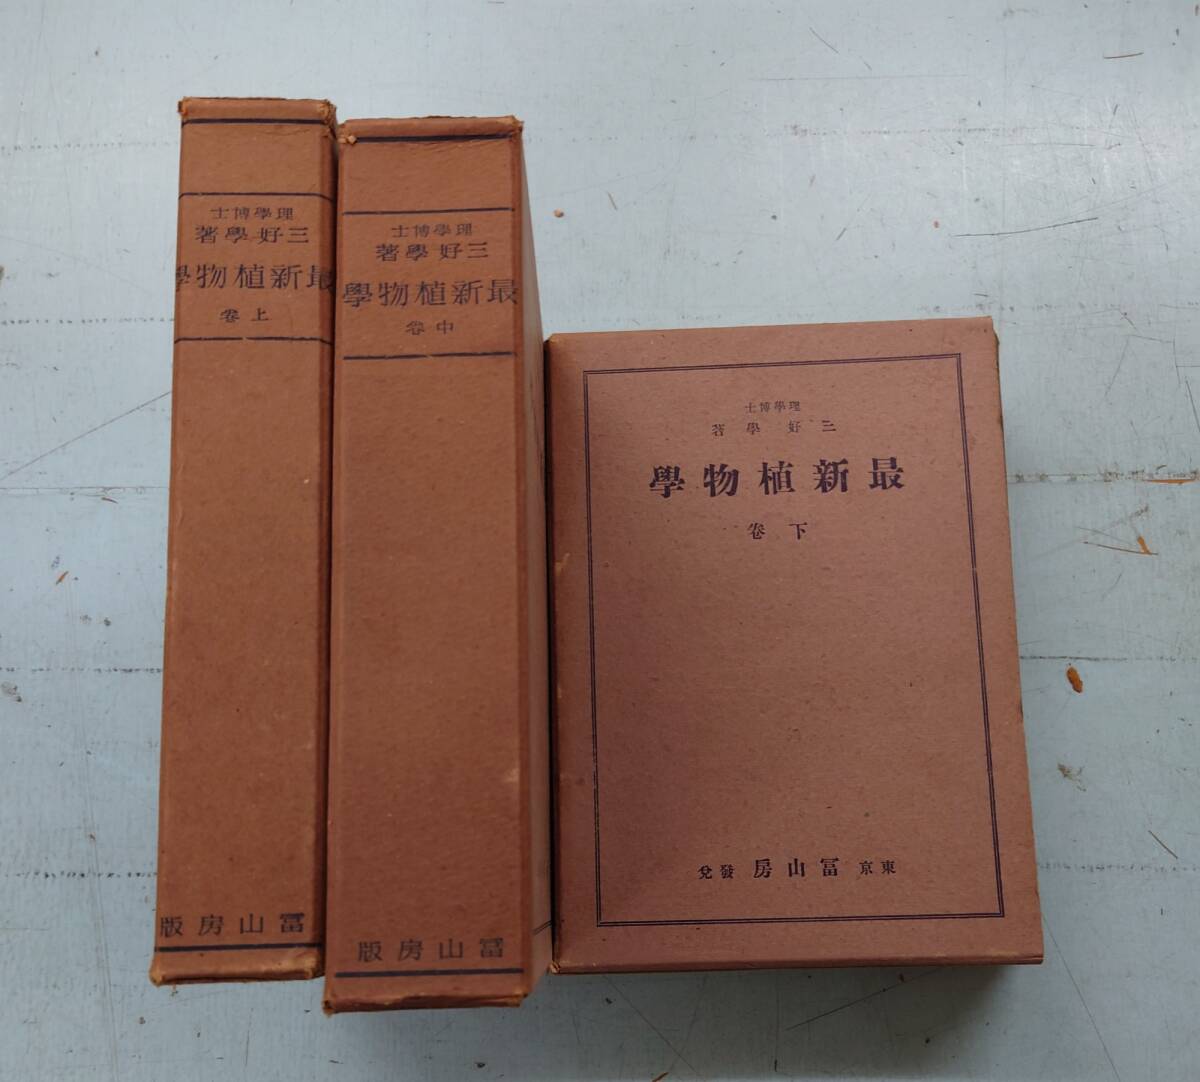 理學博士
三好學著
最新植物學
上卷
冨山房版
理學博士
三好學著
最新植物學
中卷
冨山房版
理學博士
三好學著
最新植物學
下卷
東京 冨山房 發兌